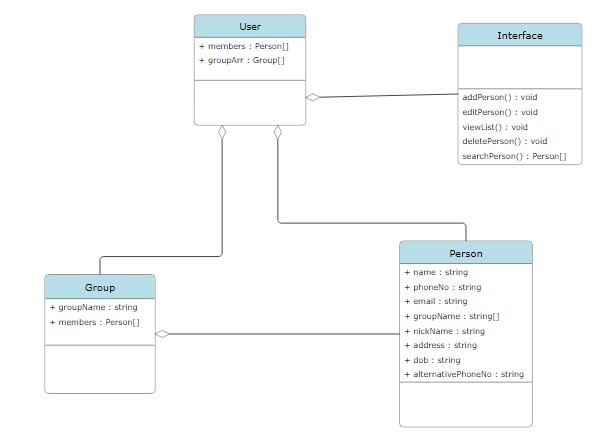 User
+ members : Person[]
+ groupArr : Group[]
Interface
addPerson() : void
editPerson() : void
viewList() : void
deletePerson() : void
searchPerson() : Person[]
Group
+ groupName : string
+ members : Person[]
Person
+ name : string
+ phoneNo : string
+ email : string
+ groupName : string[]
+ nickName : string
+ address : string
+ dob : string
+ alternativePhoneNo : string